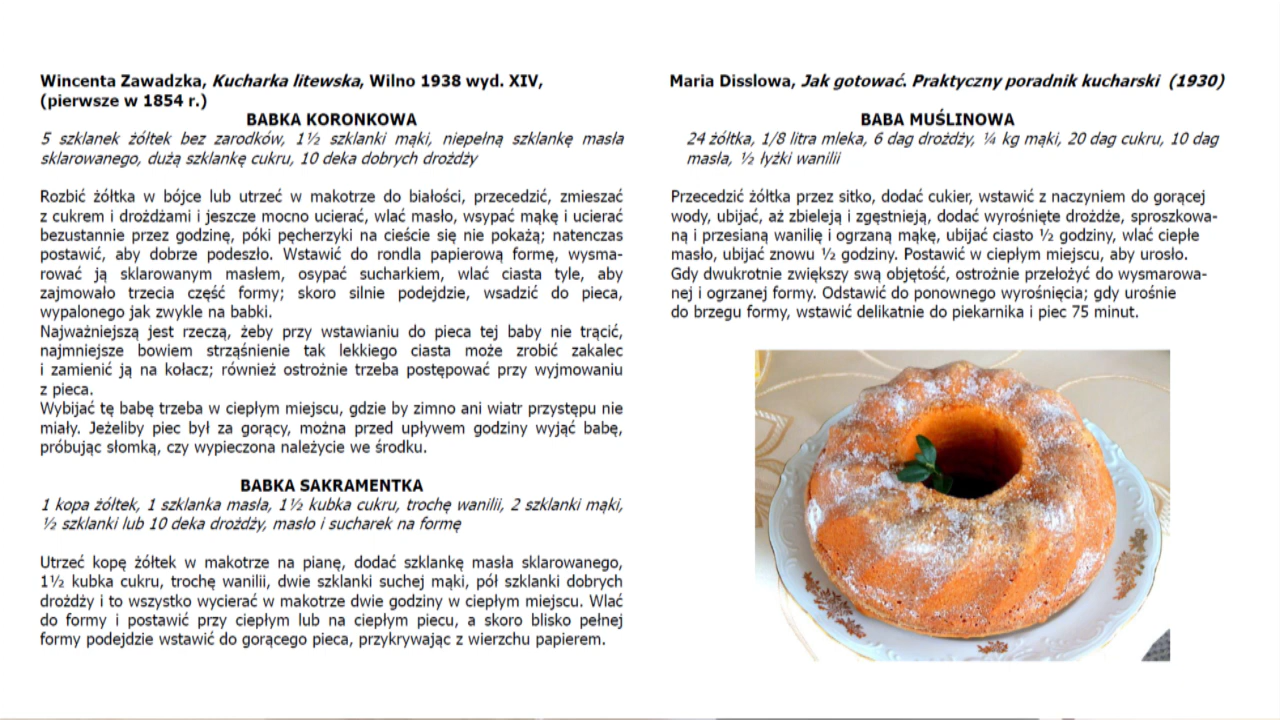 Wincenta Zawadzka, Kucharka litewska, Wilno 1938 wyd. XIV,
(pierwsze w 1854 r.)
BABKA KORONKOWA
5 szklanek żółtek bez zarodków, 1½ szklanki mąki, niepełną szklankę masła
sklarowanego, dużą szklankę cukru, 10 deka dobrych drożdży
Rozbić żółtka w bójce lub utrzeć w makotrze do białości, przecedzić, zmieszać
z cukrem i drożdżami i jeszcze mocno ucierać, wlać masło, wsypać mąkę i ucierać
bezustannie przez godzinę, póki pęcherzyki na cieście się nie pokażą; natenczas
postawić, aby dobrze podeszło. Wstawić do rondla papierową formę, wysma-
rować ją sklarowanym masłem, osypać sucharkiem, wlać ciasta tyle, aby
zajmowało trzecia część formy; skoro silnie podejdzie, wsadzić do pieca,
wypalonego jak zwykle na babki.
Najważniejszą jest rzeczą, żeby przy wstawianiu do pieca tej baby nie trącić,
najmniejsze bowiem strząśnienie tak lekkiego ciasta może zrobić zakalec
i zamienić ją na kołacz; również ostrożnie trzeba postępować przy wyjmowaniu
z pieca.
Wybijać tę babę trzeba w ciepłym miejscu, gdzie by zimno ani wiatr przystępu nie
miały. Jeżeliby piec był za gorący, można przed upływem godziny wyjąć babę,
próbując słomką, czy wypieczona należycie we środku.
BABKA SAKRAMENTKA
1 kopa żółtek, 1 szklanka masła, 1½ kubka cukru, trochę wanilii, 2 szklanki mąki,
½ szklanki lub 10 deka drożdży, masło i sucharek na formę
Utrzeć kopę żółtek w makotrze na pianę, dodać szklankę masła sklarowanego,
1½ kubka cukru, trochę wanilii, dwie szklanki suchej mąki, pół szklanki dobrych
drożdży i to wszystko wycierać w makotrze dwie godziny w ciepłym miejscu. Wlać
do formy i postawić przy ciepłym lub na ciepłym piecu, a skoro blisko pełnej
formy podejdzie wstawić do gorącego pieca, przykrywając z wierzchu papierem.
Maria Disslowa, Jak gotować. Praktyczny poradnik kucharski (1930)
BABA MUŚLINOWA
24 żółtka, 1/8 litra mleka, 6 dag drożdży, ¼ kg mąki, 20 dag cukru, 10 dag
masła, ½ łyżki wanilii
Przecedzić żółtka przez sitko, dodać cukier, wstawić z naczyniem do gorącej
wody, ubijać, aż zbieleją i zgęstnieją, dodać wyrośnięte drożdże, sproszkowa-
ną i przesianą wanilię i ogrzaną mąkę, ubijać ciasto ½ godziny, wlać ciepłe
masło, ubijać znowu ½ godziny. Postawić w ciepłym miejscu, aby urosło.
Gdy dwukrotnie zwiększy swą objętość, ostrożnie przełożyć do wysmarowa-
nej i ogrzanej formy. Odstawić do ponownego wyrośnięcia; gdy urośnie
do brzegu formy, wstawić delikatnie do piekarnika i piec 75 minut.